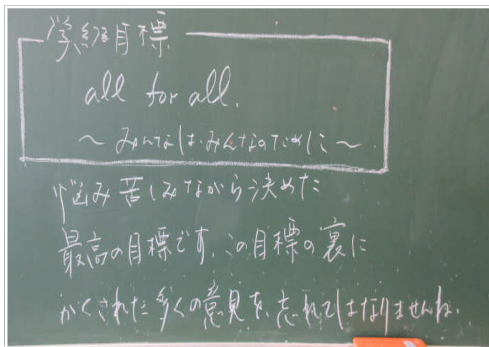 学級目標
all for all.
～みんなは、みんなのために～
悩み苦しみながら決めた
最高の目標です。この目標の裏に
かくされた多くの意見を、忘れてはなりませんね。